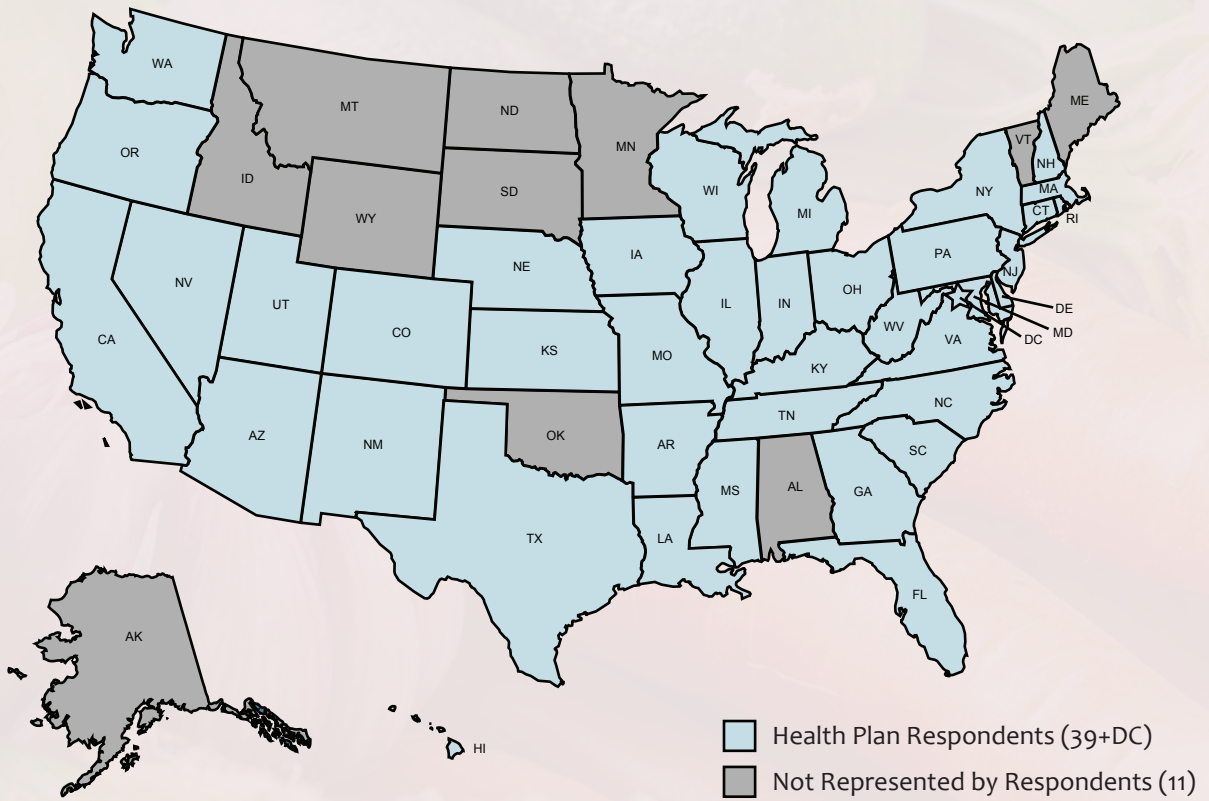 WA
MT
ND
MN
ME
VT
NH
OR
ID
SD
WI
NY
MA
WY
MI
CT
RI
NV
NE
IA
PA
NJ
UT
CO
IL
IN
OH
DE
CA
KS
MO
WV
VA
MD
DC
KY
AZ
NM
OK
AR
TN
NC
SC
MS
AL
GA
TX
LA
FL
AK
HI
Health Plan Respondents (39+DC)
Not Represented by Respondents (11)